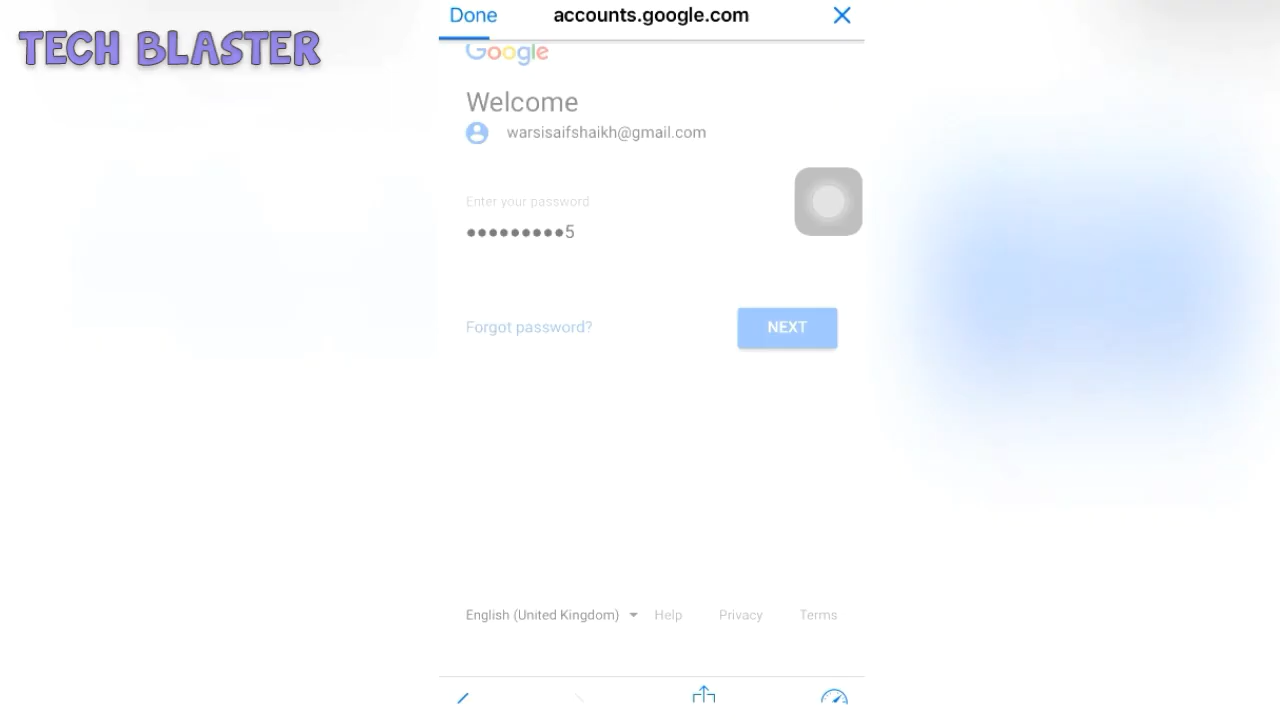 TECH BLASTER
Done accounts.google.com
Google
Welcome
warsisaifshaikh@gmail.com
Enter your password
●●●●●●●●●5
Forgot password? NEXT
English (United Kingdom) Help Privacy Terms